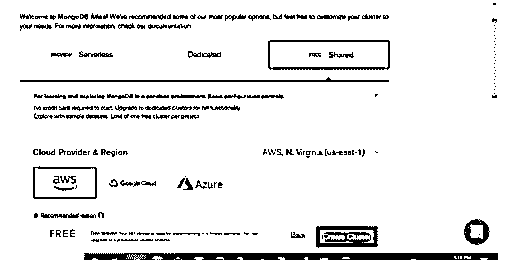 Welcome to MongoDB Atlas! We've recommended some of our most popular options, but feel free to customize your cluster to
your needs. For more information, check our documentation.
PREVIEW Serverless
Dedicated
FREE Shared
For learning and exploring MongoDB in a sandbox environment. Basic configuration controls.
No credit card required to start. Upgrade to dedicated clusters for full functionality.
Explore with sample datasets. Limit of one free cluster per project.
Cloud Provider & Region
AWS, N. Virginia (us-east-1)
aws
Google Cloud
Azure
Recommended region
FREE
Back
Create Cluster